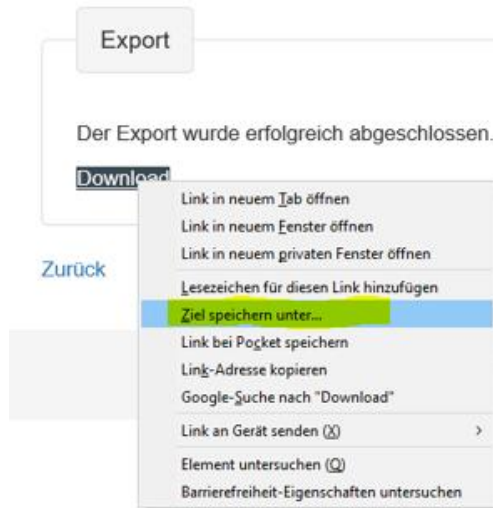 Export
Der Export wurde erfolgreich abgeschlossen.
Download
Link in neuem Tab öffnen
Link in neuem Fenster öffnen
Link in neuem privaten Fenster öffnen
Zurück
Lesezeichen für diesen Link hinzufügen
Ziel speichern unter...
Link bei Pocket speichern
Link-Adresse kopieren
Google-Suche nach "Download"
Link an Gerät senden (X)
Element untersuchen (Q)
Barrierefreiheit-Eigenschaften untersuchen